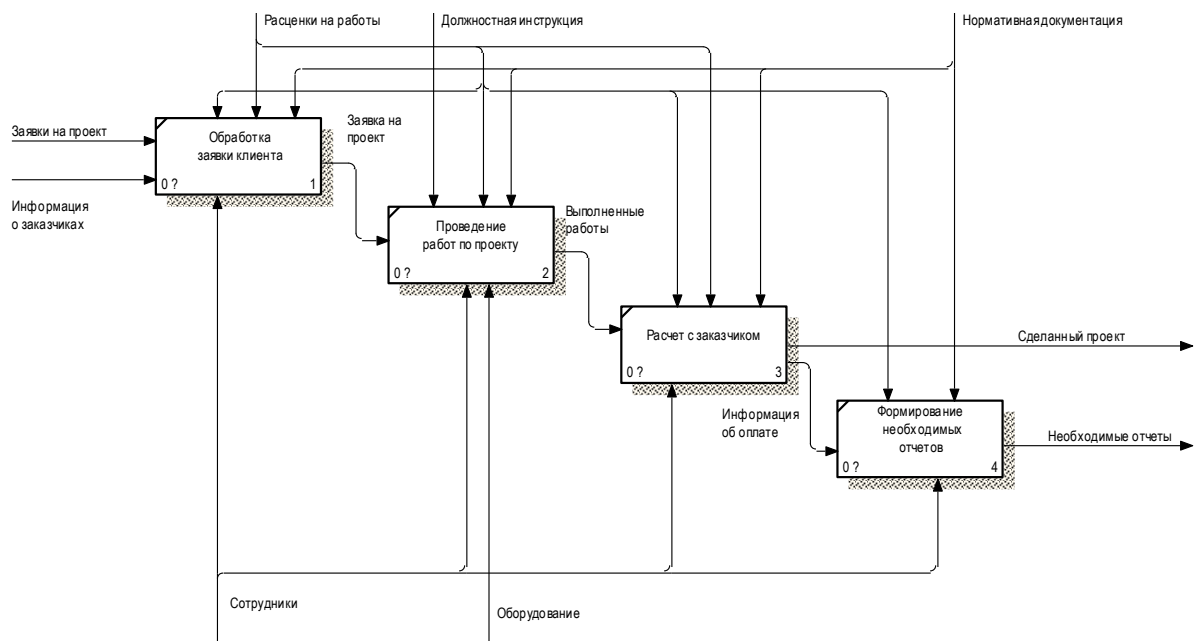 Расценки на работы
Должностная инструкция
Нормативная документация
Заявки на проект
Информация
о заказчиках
Обработка
заявки клиента
0 ?
1
Заявка на
проект
Проведение
работ по проекту
0 ?
2
Выполненные
работы
Расчет с заказчиком
0 ?
3
Сделанный проект
Информация
об оплате
Формирование
необходимых
отчетов
0 ?
4
Необходимые отчеты
Сотрудники
Оборудование